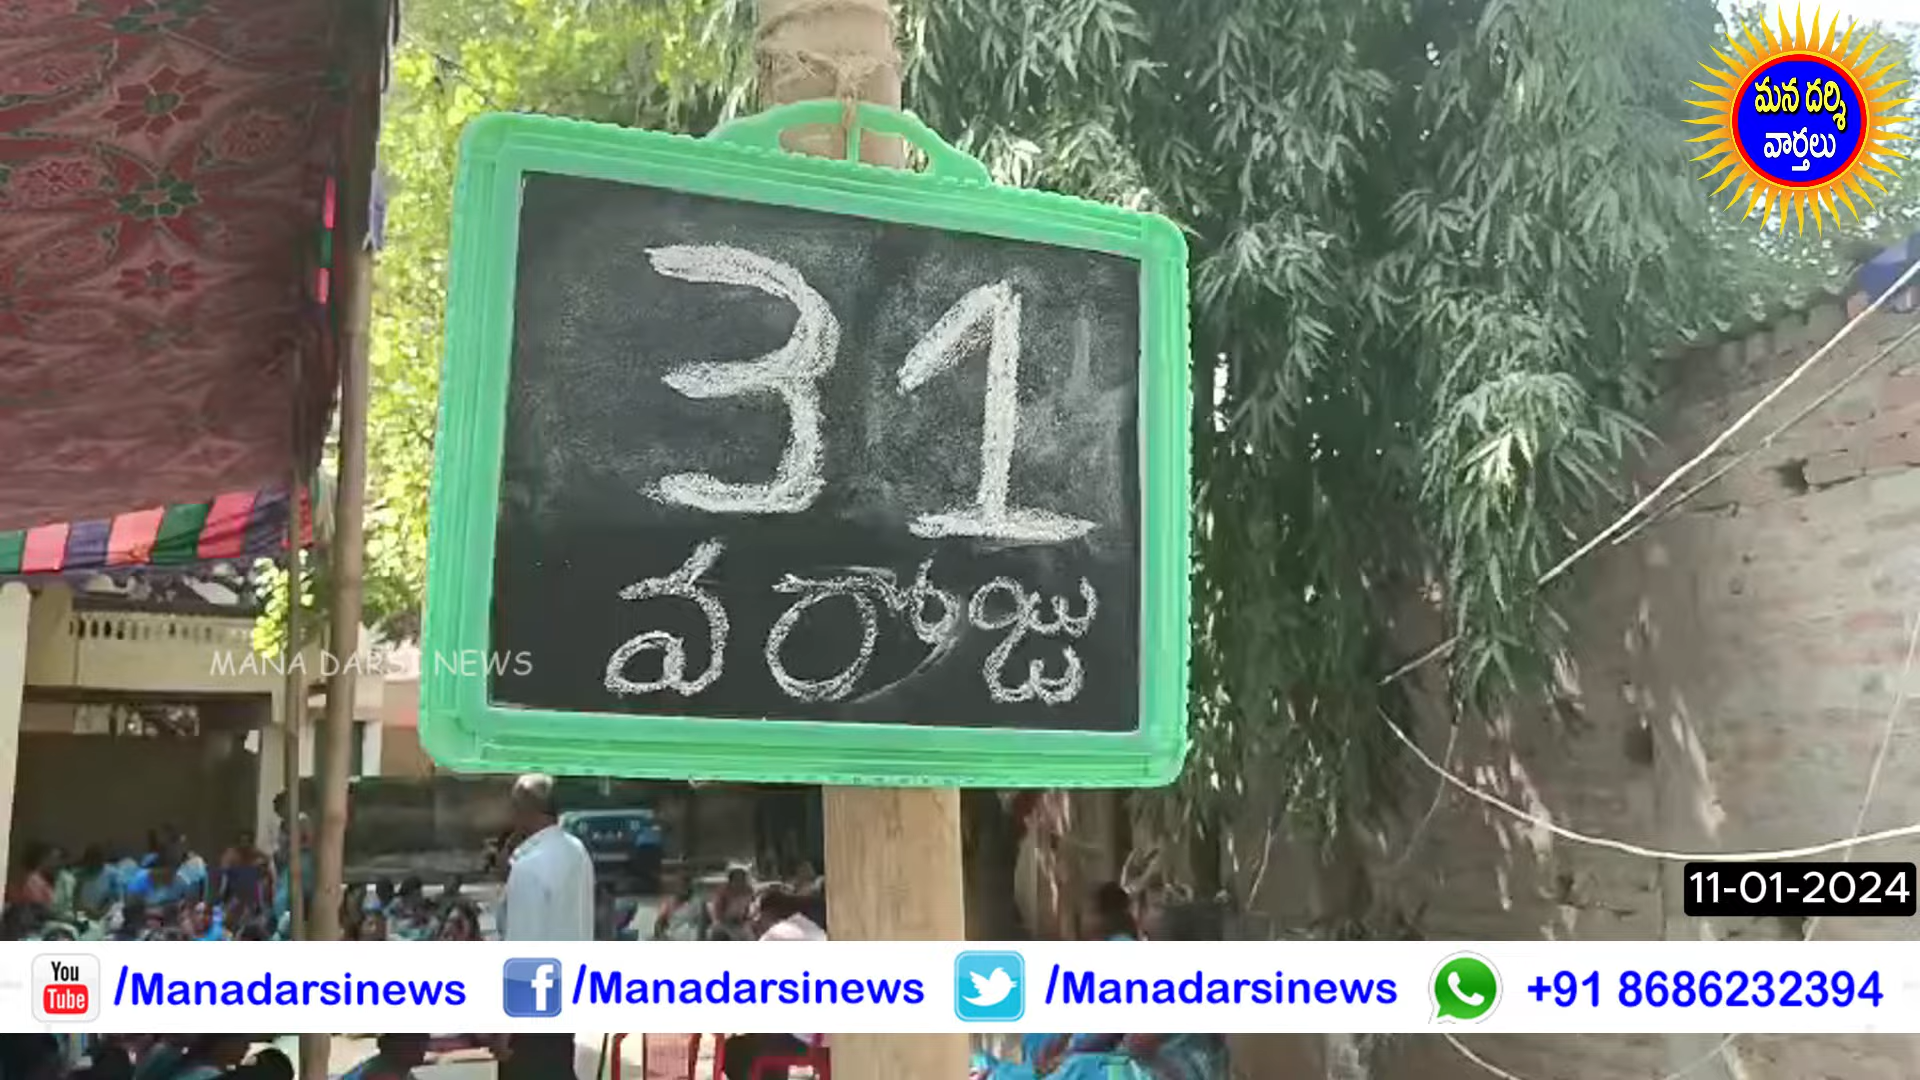 మన దర్శి
వార్తలు
31
వ రోజు
MANA DARSI NEWS
11-01-2024
You Tube /Manadarsinews f /Manadarsinews /Manadarsinews +91 8686232394